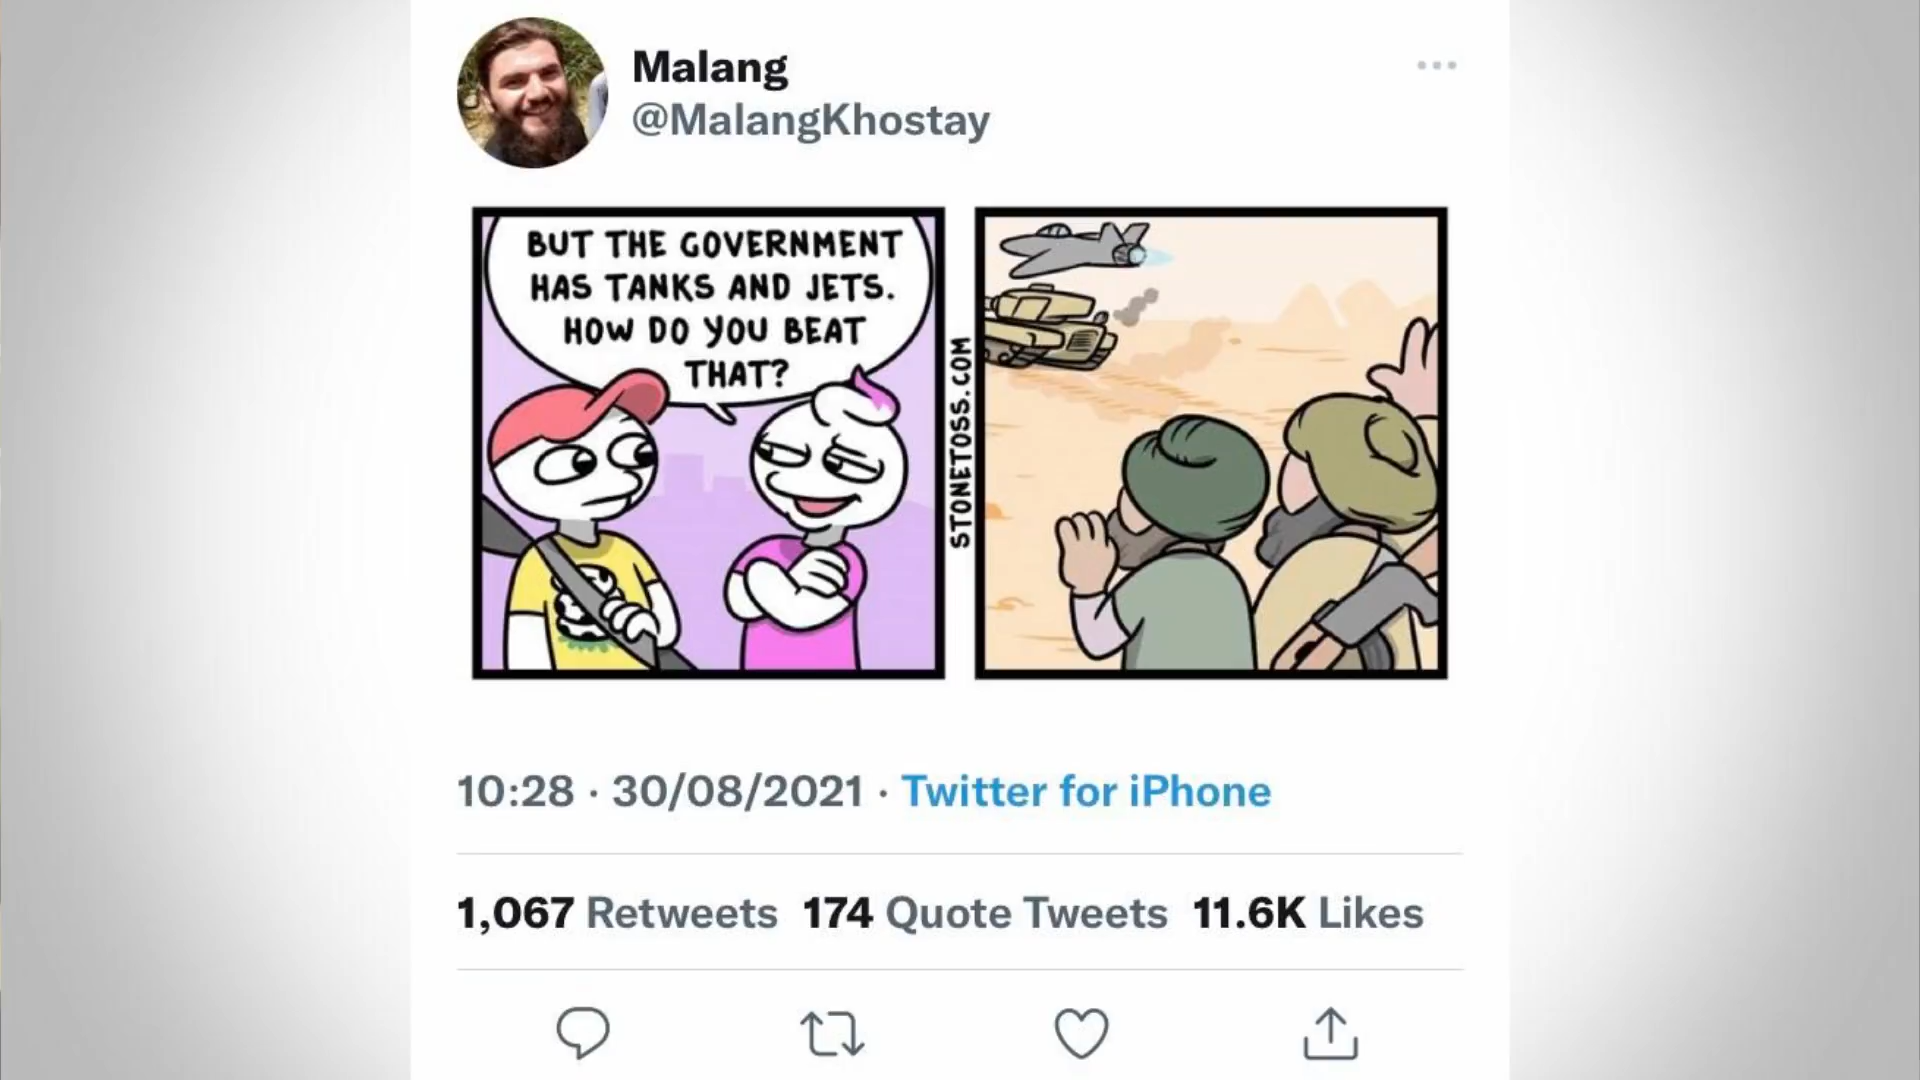 Malang
@MalangKhostay
BUT THE GOVERNMENT
HAS TANKS AND JETS.
HOW DO YOU BEAT
THAT?
STONETOSS.COM
10:28 · 30/08/2021 · Twitter for iPhone
1,067 Retweets 174 Quote Tweets 11.6K Likes